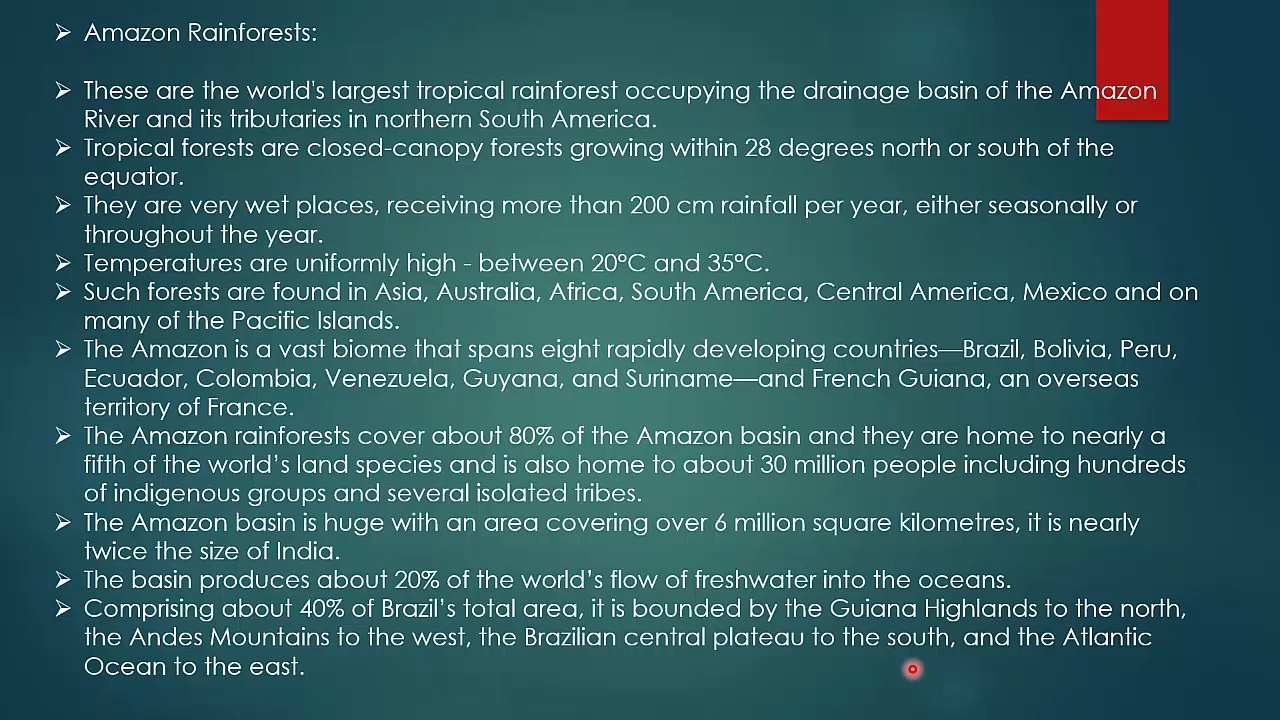 ➢ Amazon Rainforests:
➢ These are the world's largest tropical rainforest occupying the drainage basin of the Amazon
River and its tributaries in northern South America.
➢ Tropical forests are closed-canopy forests growing within 28 degrees north or south of the
equator.
➢ They are very wet places, receiving more than 200 cm rainfall per year, either seasonally or
throughout the year.
➢ Temperatures are uniformly high - between 20°C and 35°C.
➢ Such forests are found in Asia, Australia, Africa, South America, Central America, Mexico and on
many of the Pacific Islands.
➢ The Amazon is a vast biome that spans eight rapidly developing countries—Brazil, Bolivia, Peru,
Ecuador, Colombia, Venezuela, Guyana, and Suriname—and French Guiana, an overseas
territory of France.
➢ The Amazon rainforests cover about 80% of the Amazon basin and they are home to nearly a
fifth of the world’s land species and is also home to about 30 million people including hundreds
of indigenous groups and several isolated tribes.
➢ The Amazon basin is huge with an area covering over 6 million square kilometres, it is nearly
twice the size of India.
➢ The basin produces about 20% of the world’s flow of freshwater into the oceans.
➢ Comprising about 40% of Brazil’s total area, it is bounded by the Guiana Highlands to the north,
the Andes Mountains to the west, the Brazilian central plateau to the south, and the Atlantic
Ocean to the east.